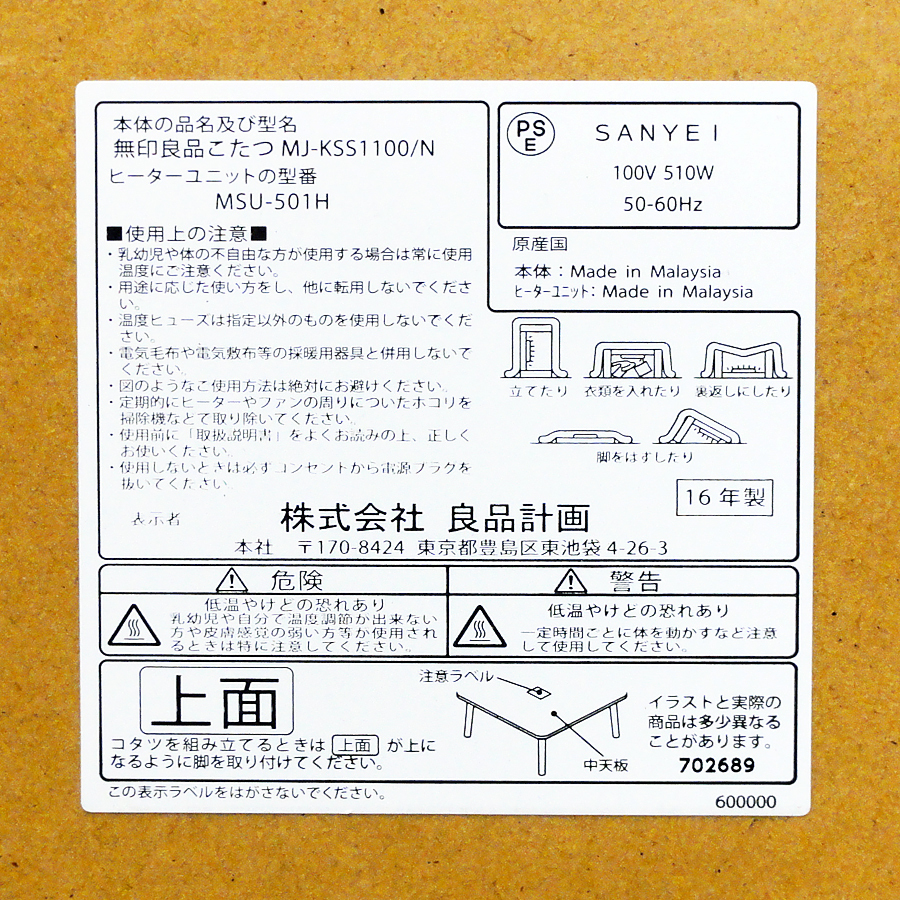 本体の品名及び型名
無印良品こたつ MJ-KSS1100/N
ヒーターユニットの型番
MSU-501H
■使用上の注意■
・乳幼児や体の不自由な方が使用する場合は常に使用
温度にご注意ください。
・用途に応じた使い方をし、他に転用しないでくださ
い。
・温度ヒューズは指定以外のものを使用しないでくだ
さい。
・電気毛布や電気敷布等の採暖用器具と併用しないで
ください。
・図のようなご使用方法は絶対にお避けください。
・定期的にヒーターやファンの周りについたホコリを
掃除機などで取り除いてください。
・使用前に「取扱説明書」をよくお読みの上、正しく
お使いください。
・使用しないときは必ずコンセントから電源プラグを
抜いてください。
PSE
SANYEI
100V 510W
50-60Hz
原産国
本体：Made in Malaysia
ヒーターユニット：Made in Malaysia
立てたり 衣類を入れたり 裏返しにしたり
脚をはずしたり
16年製
表示者 株式会社 良品計画
本社 〒170-8424 東京都豊島区東池袋 4-26-3
危険
低温やけどの恐れあり
乳幼児や自分で温度調節が出来ない
方や皮膚感覚の弱い方等が使用され
るときは特に注意してください。
警告
低温やけどの恐れあり
一定時間ごとに体を動かすなど注意
して使用してください。
上面
コタツを組み立てるときは 上面 が上に
なるように脚を取り付けてください。
注意ラベル
中天板
イラストと実際の
商品は多少異なる
ことがあります。
702689
この表示ラベルをはがさないでください。
600000